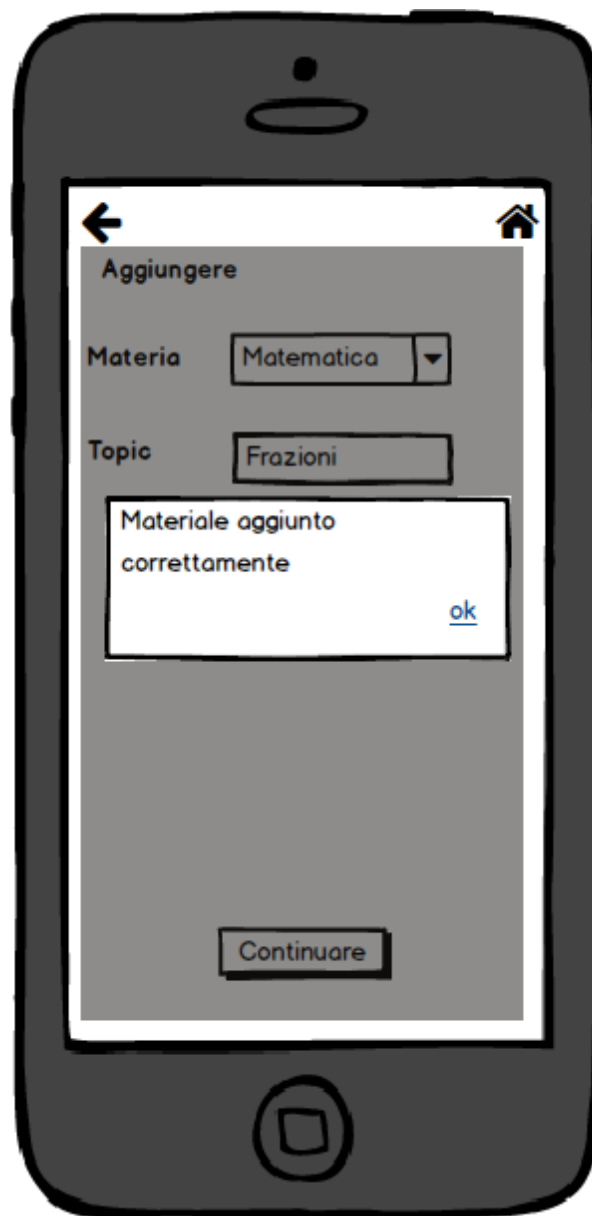 Aggiungere
Materia Matematica
Topic Frazioni
Materiale aggiunto
correttamente
ok
Continuare